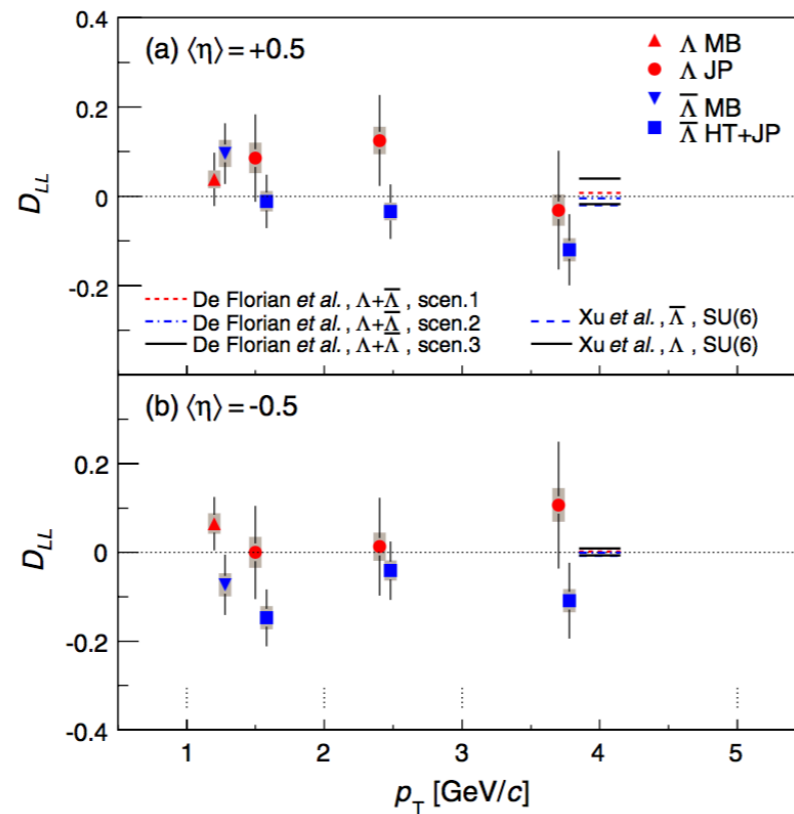 0.4
(a) ⟨η⟩ = +0.5
Λ MB
Λ JP
Λ̅ MB
Λ̅ HT+JP
0.2
D_LL
0
-0.2
De Florian et al., Λ+Λ̅, scen.1
De Florian et al., Λ+Λ̅, scen.2
De Florian et al., Λ+Λ̅, scen.3
Xu et al., Λ̅, SU(6)
Xu et al., Λ, SU(6)
(b) ⟨η⟩ = -0.5
0.2
D_LL
0
-0.2
-0.4
1 2 3 4 5
p_T [GeV/c]